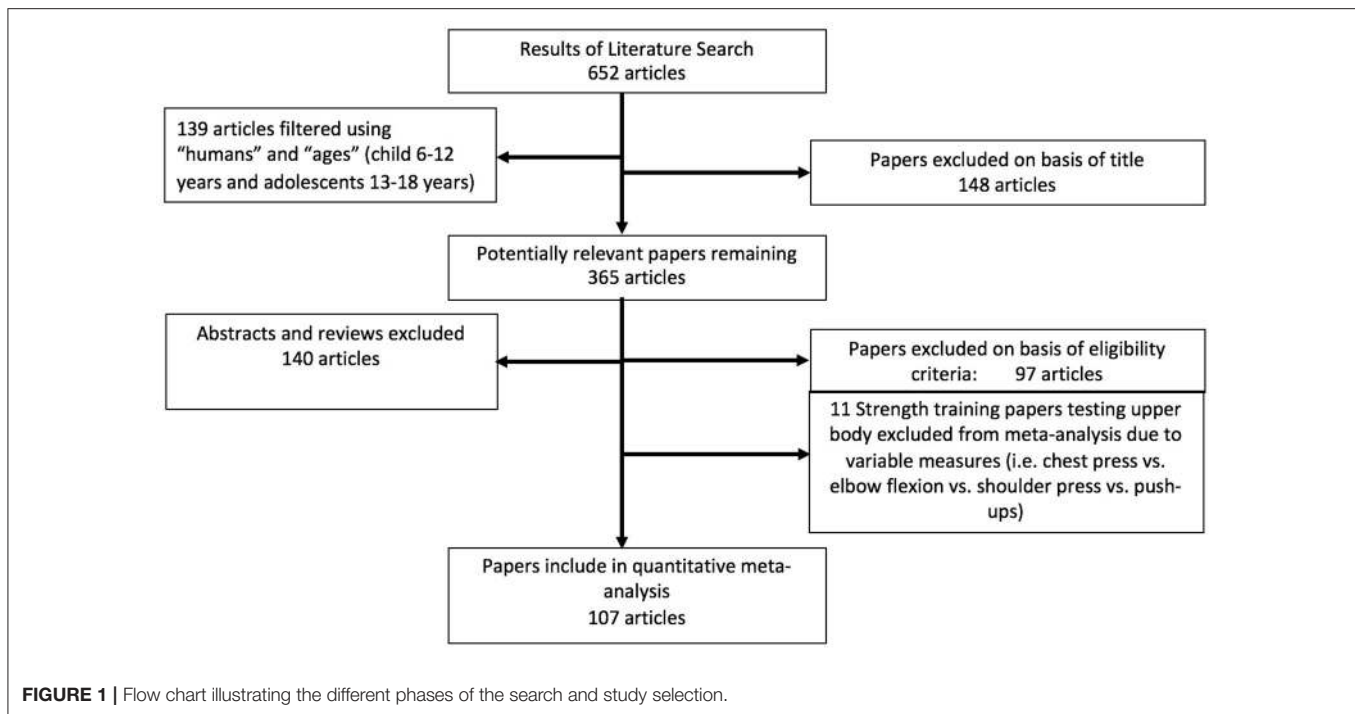 Results of Literature Search
652 articles
139 articles filtered using
“humans” and “ages” (child 6-12
years and adolescents 13-18 years)
Papers excluded on basis of title
148 articles
Potentially relevant papers remaining
365 articles
Abstracts and reviews excluded
140 articles
Papers excluded on basis of eligibility
criteria: 97 articles
11 Strength training papers testing upper
body excluded from meta-analysis due to
variable measures (i.e. chest press vs.
elbow flexion vs. shoulder press vs. push-
ups)
Papers include in quantitative meta-
analysis
107 articles
FIGURE 1 | Flow chart illustrating the different phases of the search and study selection.